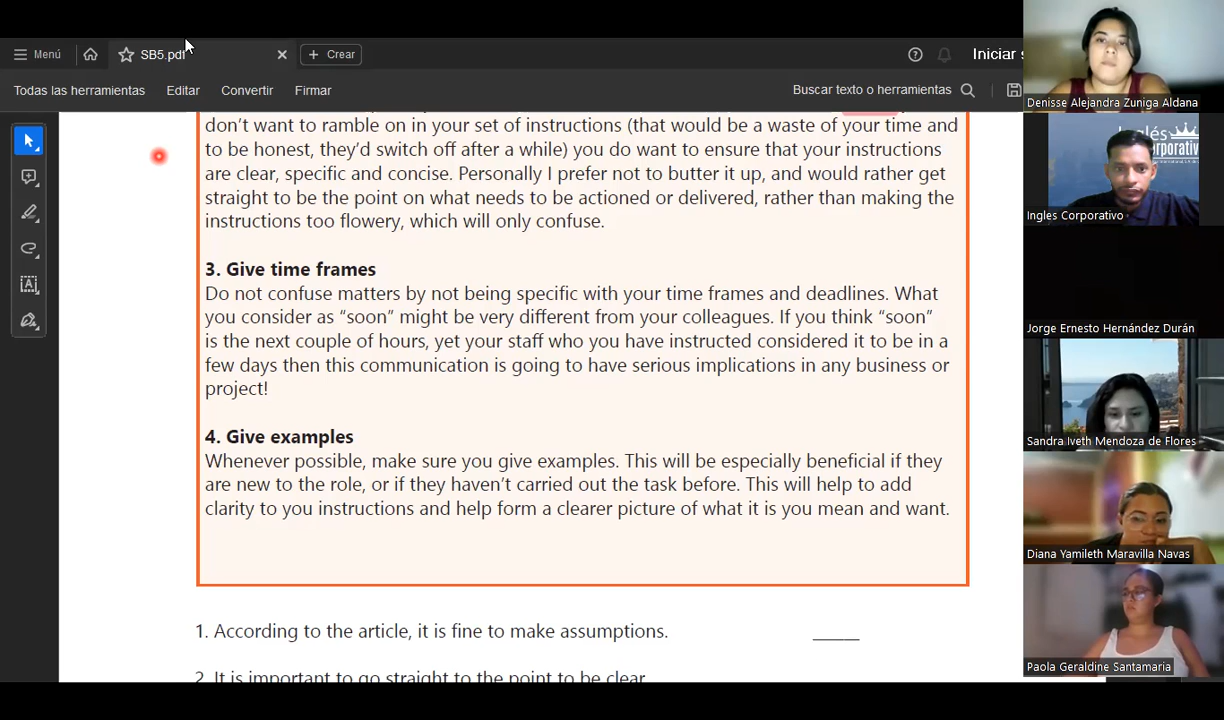 Menú
SB5.pdf
Crear
Iniciar s
Todas las herramientas
Editar
Convertir
Firmar
Buscar texto o herramientas
don't want to ramble on in your set of instructions (that would be a waste of your time and
to be honest, they'd switch off after a while) you do want to ensure that your instructions
are clear, specific and concise. Personally I prefer not to butter it up, and would rather get
straight to be the point on what needs to be actioned or delivered, rather than making the
instructions too flowery, which will only confuse.
3. Give time frames
Do not confuse matters by not being specific with your time frames and deadlines. What
you consider as "soon" might be very different from your colleagues. If you think "soon"
is the next couple of hours, yet your staff who you have instructed considered it to be in a
few days then this communication is going to have serious implications in any business or
project!
4. Give examples
Whenever possible, make sure you give examples. This will be especially beneficial if they
are new to the role, or if they haven't carried out the task before. This will help to add
clarity to you instructions and help form a clearer picture of what it is you mean and want.
1. According to the article, it is fine to make assumptions. _____
2. It is important to go straight to the point to be clear.
Denisse Alejandra Zuniga Aldana
Inglés
Corporativo
Ingles Corporativo
Jorge Ernesto Hernández Durán
Sandra Iveth Mendoza de Flores
Diana Yamileth Maravilla Navas
Paola Geraldine Santamaria